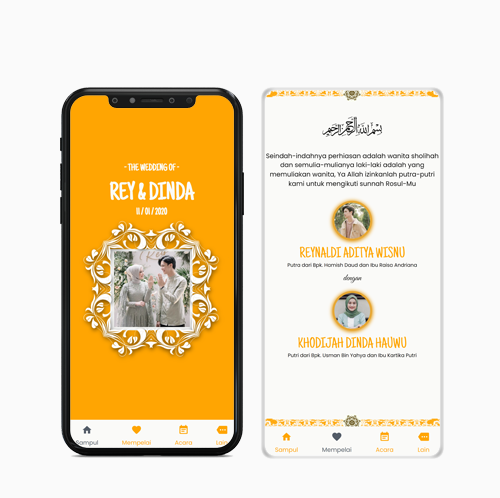 - THE WEDDING OF -
REY & DINDA
11 / 01 / 2020
Sampul
Mempelai
Acara
Lain
بسم الله الرحمن الرحيم
Seindah-indahnya perhiasan adalah wanita sholihah
dan semulia-mulianya laki-laki adalah yang
memuliakan wanita, Ya Allah izinkanlah putra-putri
kami untuk mengikuti sunnah Rosul-Mu
REYNALDI ADITYA WISNU
Putra dari Bpk. Hamish Daud dan Ibu Raisa Andriana
dengan
KHODIJAH DINDA HAUWU
Putri dari Bpk. Usman Bin Yahya dan Ibu Kartika Putri
Sampul
Mempelai
Acara
Lain